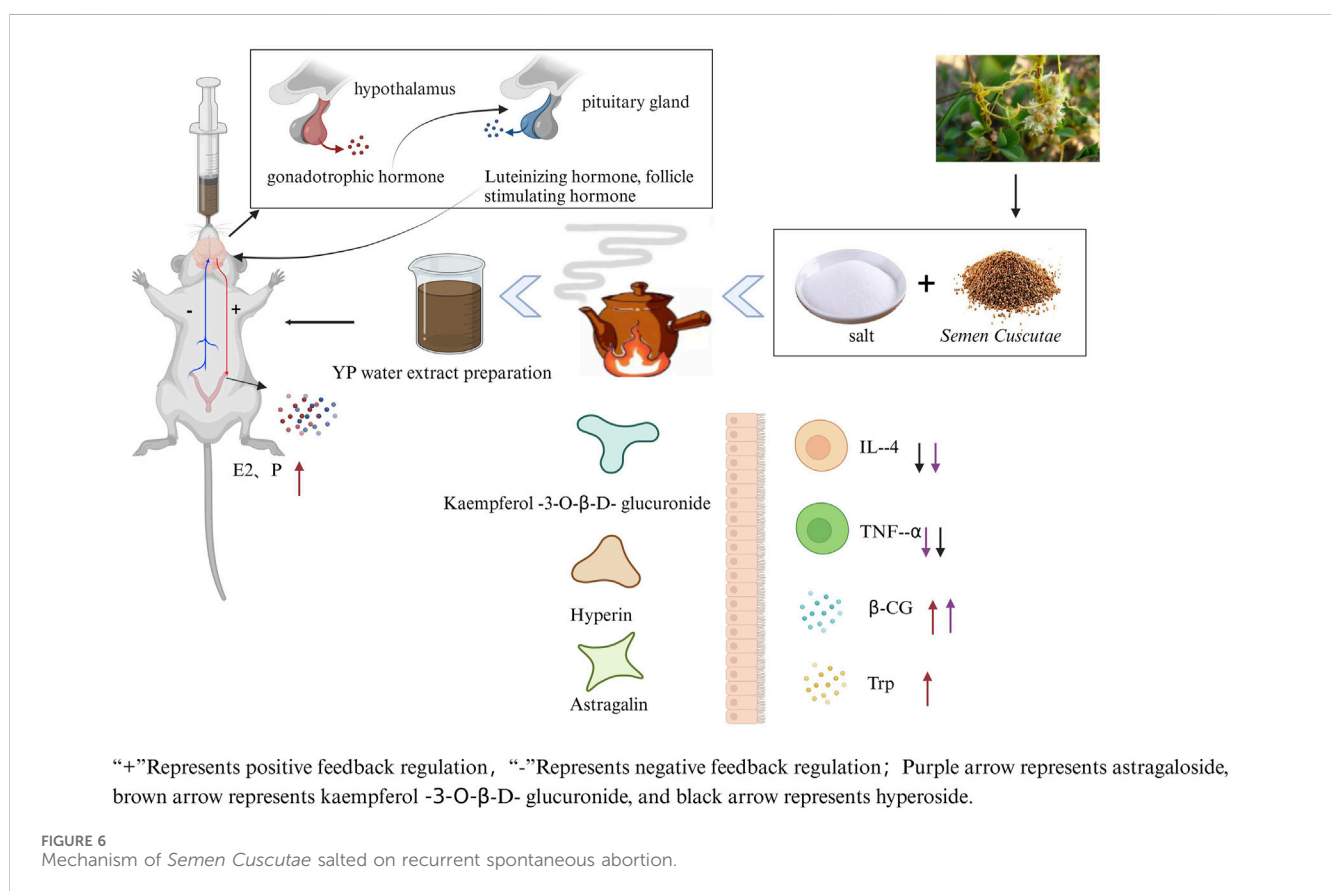 hypothalamus
pituitary gland
gonadotrophic hormone
Luteinizing hormone, follicle
stimulating hormone
-
+
+
salt
Semen Cuscutae
YP water extract preparation
E2、P
Kaempferol -3-O-β-D- glucuronide
Hyperin
Astragalin
IL--4
TNF--α
β-CG
Trp
“+”Represents positive feedback regulation，“-”Represents negative feedback regulation；Purple arrow represents astragaloside,
brown arrow represents kaempferol -3-O-β-D- glucuronide, and black arrow represents hyperoside.
FIGURE 6
Mechanism of Semen Cuscutae salted on recurrent spontaneous abortion.